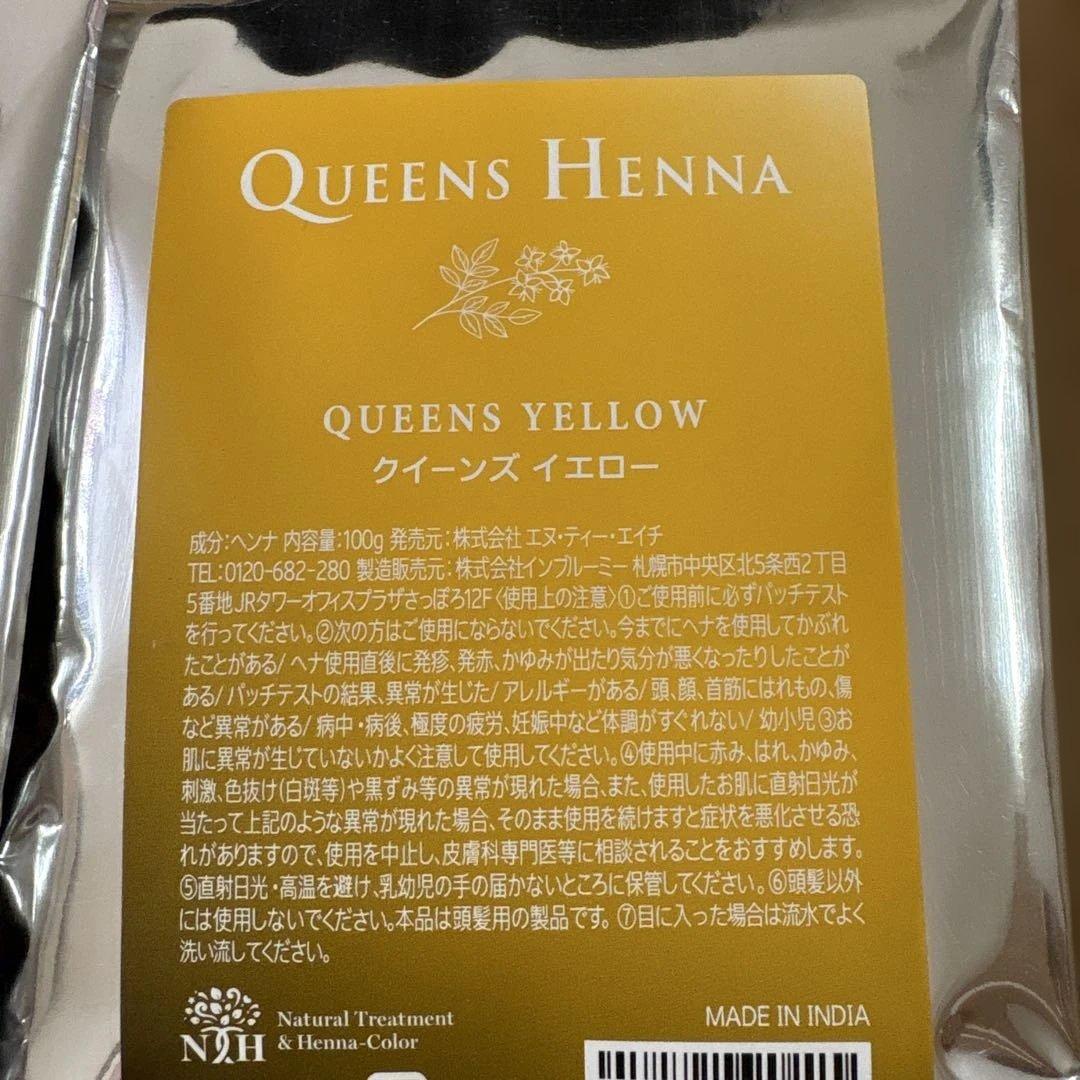 QUEENS HENNA
QUEENS YELLOW
クイーンズ イエロー
成分:ヘンナ 内容量:100g 発売元:株式会社 エヌ・ティー・エイチ
TEL:0120-682-280 製造販売元:株式会社インブルーミー 札幌市中央区北5条西2丁目
5番地JRタワーオフィスプラザさっぽろ12F〈使用上の注意〉①ご使用前に必ずパッチテスト
を行ってください。②次の方はご使用にならないでください。今までにヘナを使用してかぶれ
たことがある/ ヘナ使用直後に発疹、発赤、かゆみが出たり気分が悪くなったりしたことが
ある/ パッチテストの結果、異常が生じた/ アレルギーがある/ 頭、顔、首筋にはれもの、傷
など異常がある/ 病中・病後、極度の疲労、妊娠中など体調がすぐれない/ 幼小児 ③お
肌に異常が生じていないかよく注意して使用してください。④使用中に赤み、はれ、かゆみ、
刺激、色抜け(白斑等)や黒ずみ等の異常が現れた場合、また、使用したお肌に直射日光が
当たって上記のような異常が現れた場合、そのまま使用を続けますと症状を悪化させる恐
れがありますので、使用を中止し、皮膚科専門医等に相談されることをおすすめします。
⑤直射日光・高温を避け、乳幼児の手の届かないところに保管してください。⑥頭髪以外
には使用しないでください。本品は頭髪用の製品です。⑦目に入った場合は流水でよく
洗い流してください。
NTH
Natural Treatment
& Henna-Color
MADE IN INDIA